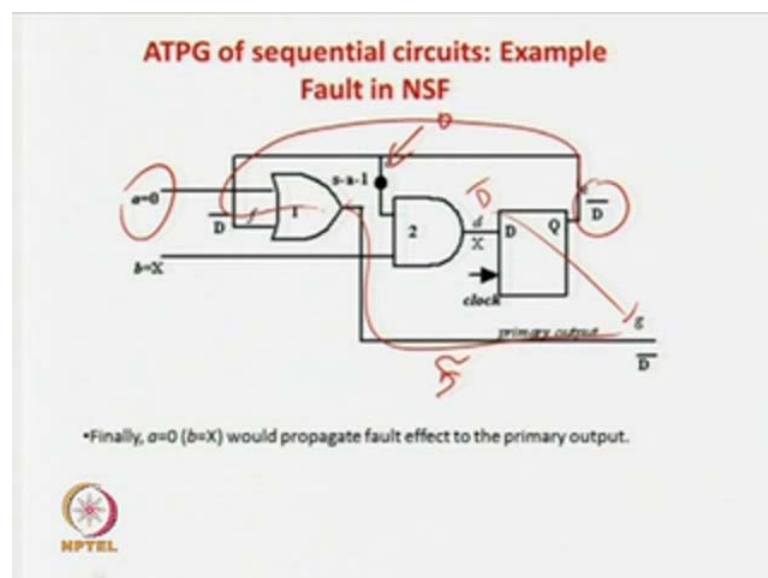 ATPG of sequential circuits: Example
Fault in NSF
D
s-a-1
a=0
D
1
D
2
d
X
D
Q
D
b=X
clock
g
primary output
D
•Finally, a=0 (b=X) would propagate fault effect to the primary output.
NPTEL